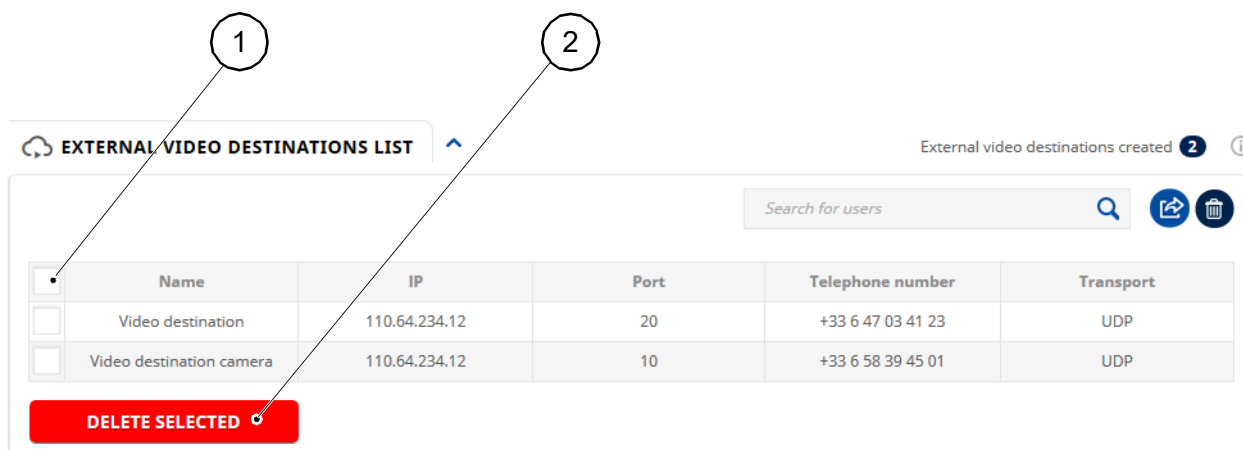 1 2
EXTERNAL VIDEO DESTINATIONS LIST External video destinations created 2 i
Search for users
Name IP Port Telephone number Transport
Video destination 110.64.234.12 20 +33 6 47 03 41 23 UDP
Video destination camera 110.64.234.12 10 +33 6 58 39 45 01 UDP
DELETE SELECTED